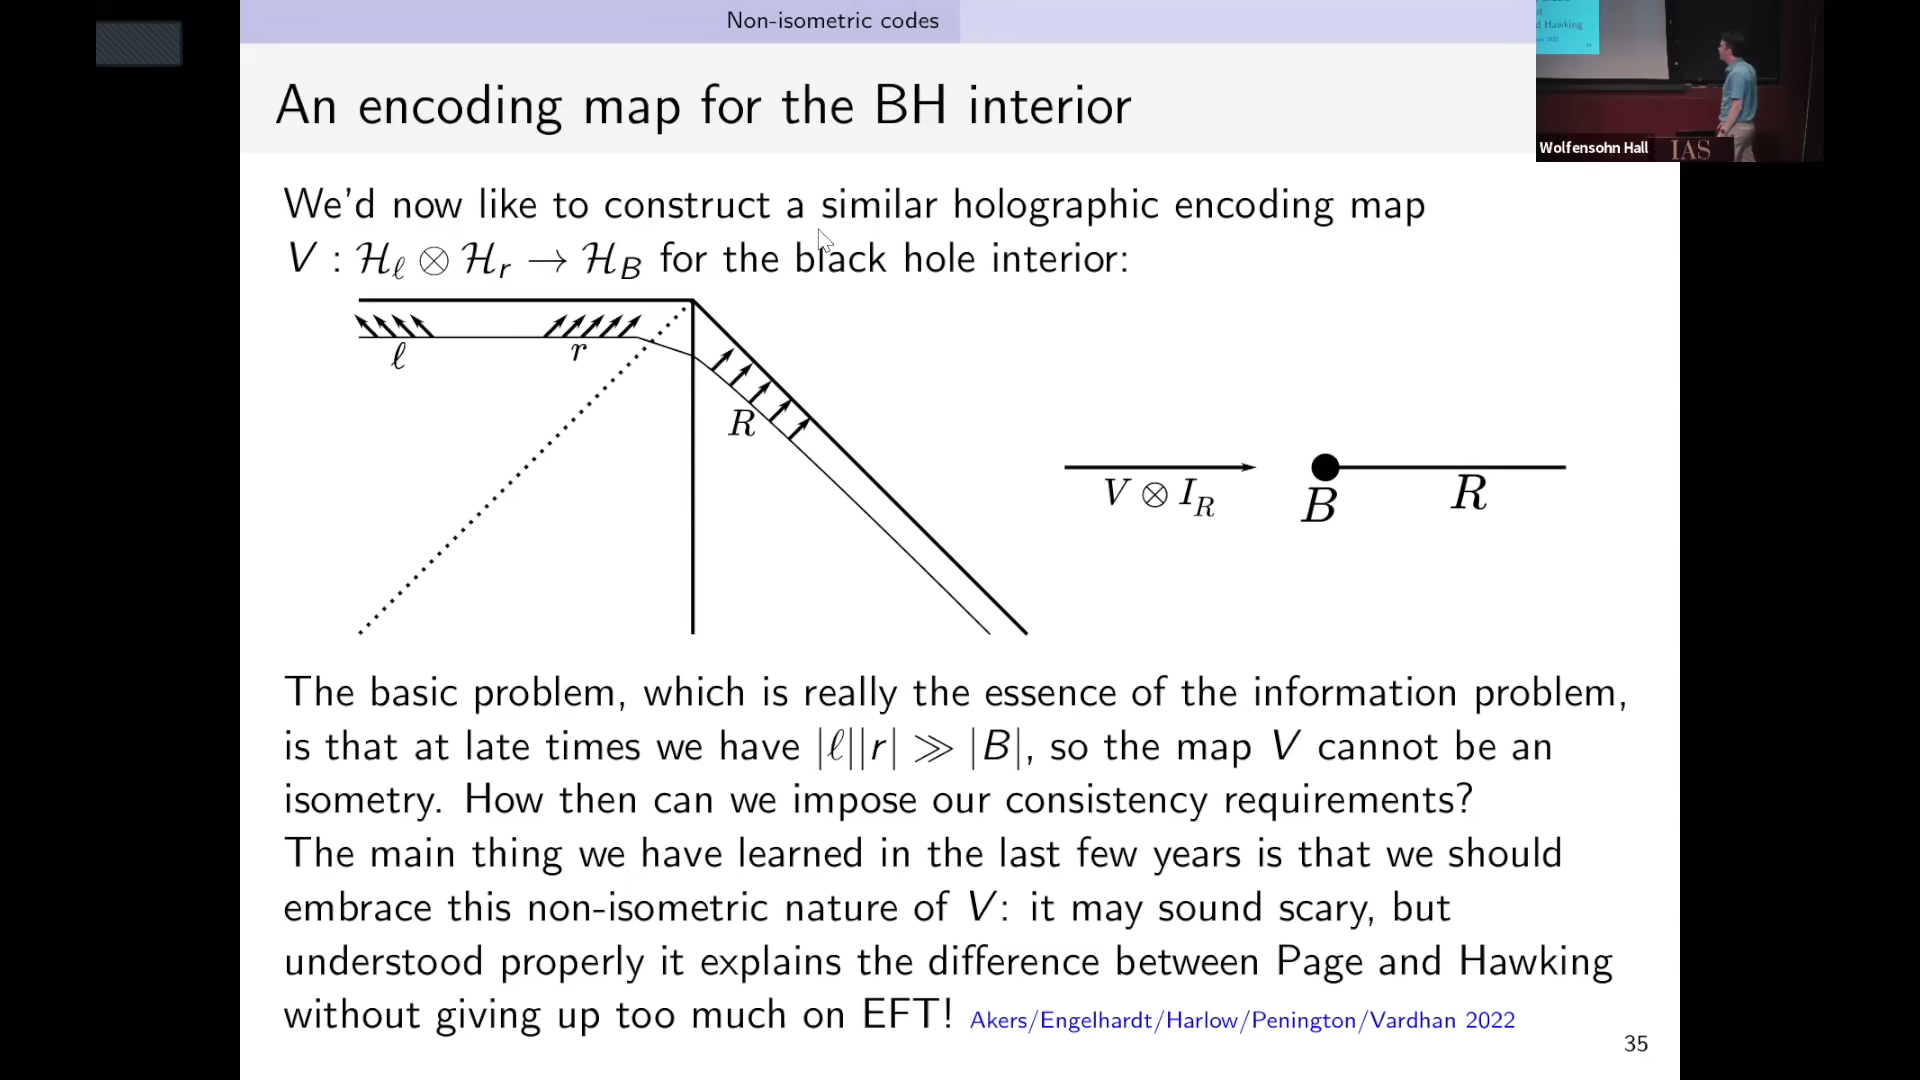 Non-isometric codes
An encoding map for the BH interior
d Hawking
Wolfensohn Hall
IAS
We'd now like to construct a similar holographic encoding map
V : ℋ_ℓ ⊗ ℋ_r → ℋ_B for the black hole interior:
ℓ
r
R
V ⊗ I_R
B
R
The basic problem, which is really the essence of the information problem,
is that at late times we have |ℓ||r| ≫ |B|, so the map V cannot be an
isometry. How then can we impose our consistency requirements?
The main thing we have learned in the last few years is that we should
embrace this non-isometric nature of V: it may sound scary, but
understood properly it explains the difference between Page and Hawking
without giving up too much on EFT! Akers/Engelhardt/Harlow/Penington/Vardhan 2022
35